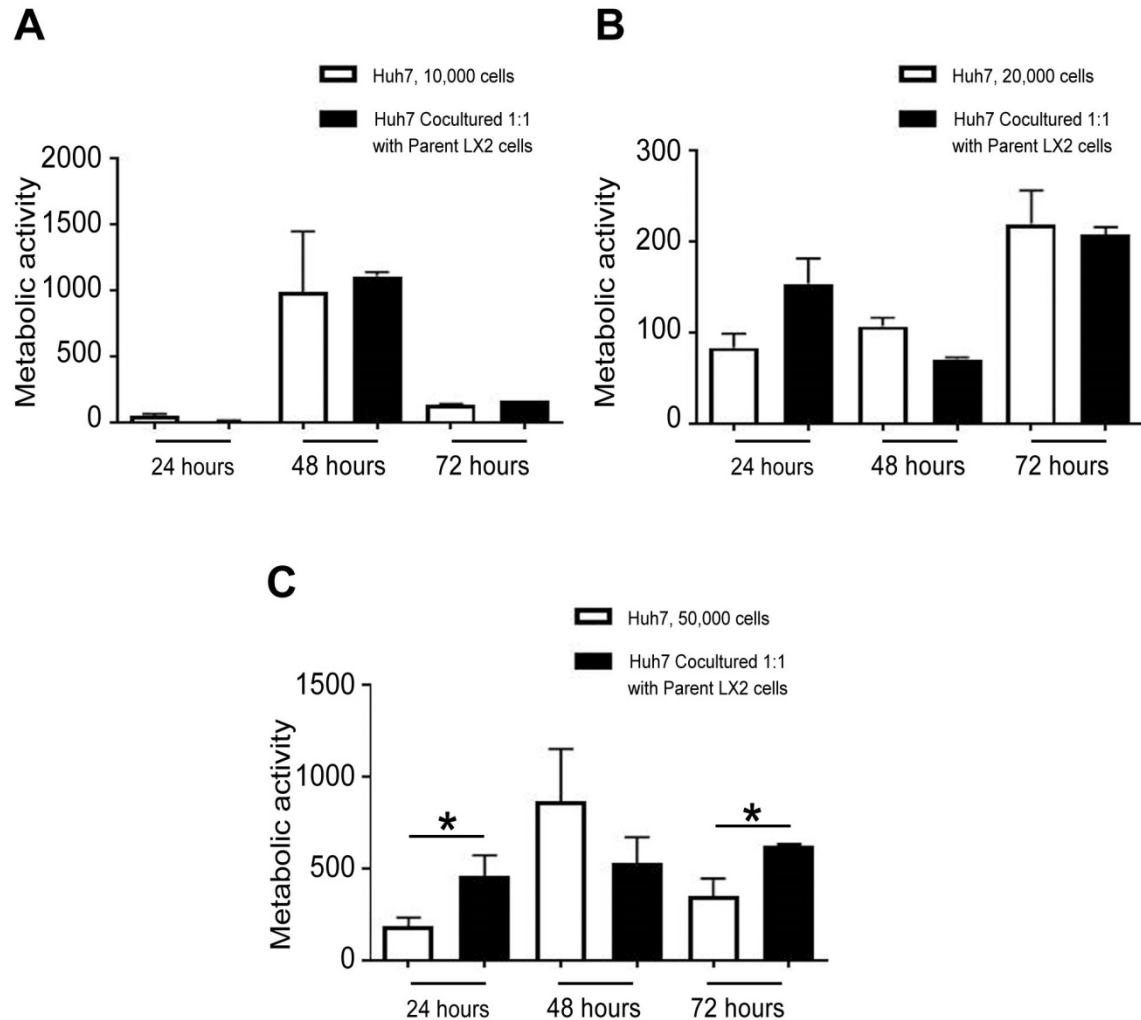 A
Huh7, 10,000 cells
Huh7 Cocultured 1:1
with Parent LX2 cells
Metabolic activity
2000
1500
1000
500
0
24 hours
48 hours
72 hours
B
Huh7, 20,000 cells
Huh7 Cocultured 1:1
with Parent LX2 cells
Metabolic activity
300
200
100
0
24 hours
48 hours
72 hours
C
Huh7, 50,000 cells
Huh7 Cocultured 1:1
with Parent LX2 cells
Metabolic activity
1500
1000
500
0
*
*
24 hours
48 hours
72 hours